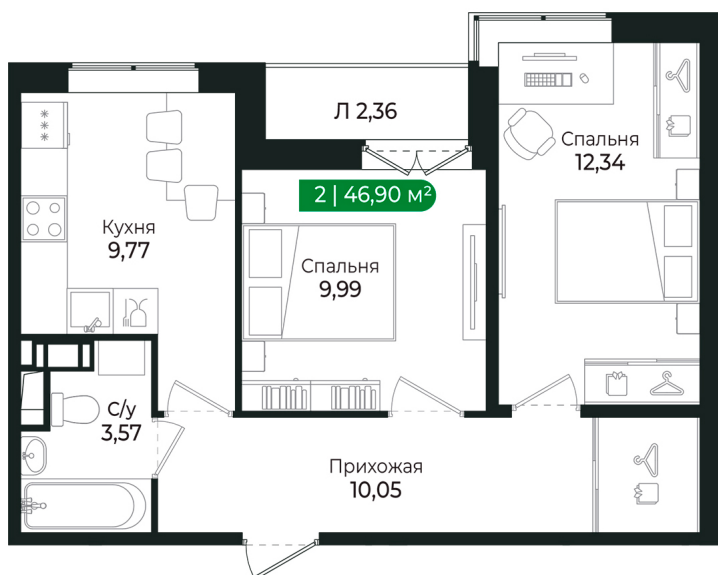 Л 2,36
Спальня
12,34
2 | 46,90 м²
Кухня
9,77
Спальня
9,99
С/у
3,57
Прихожая
10,05